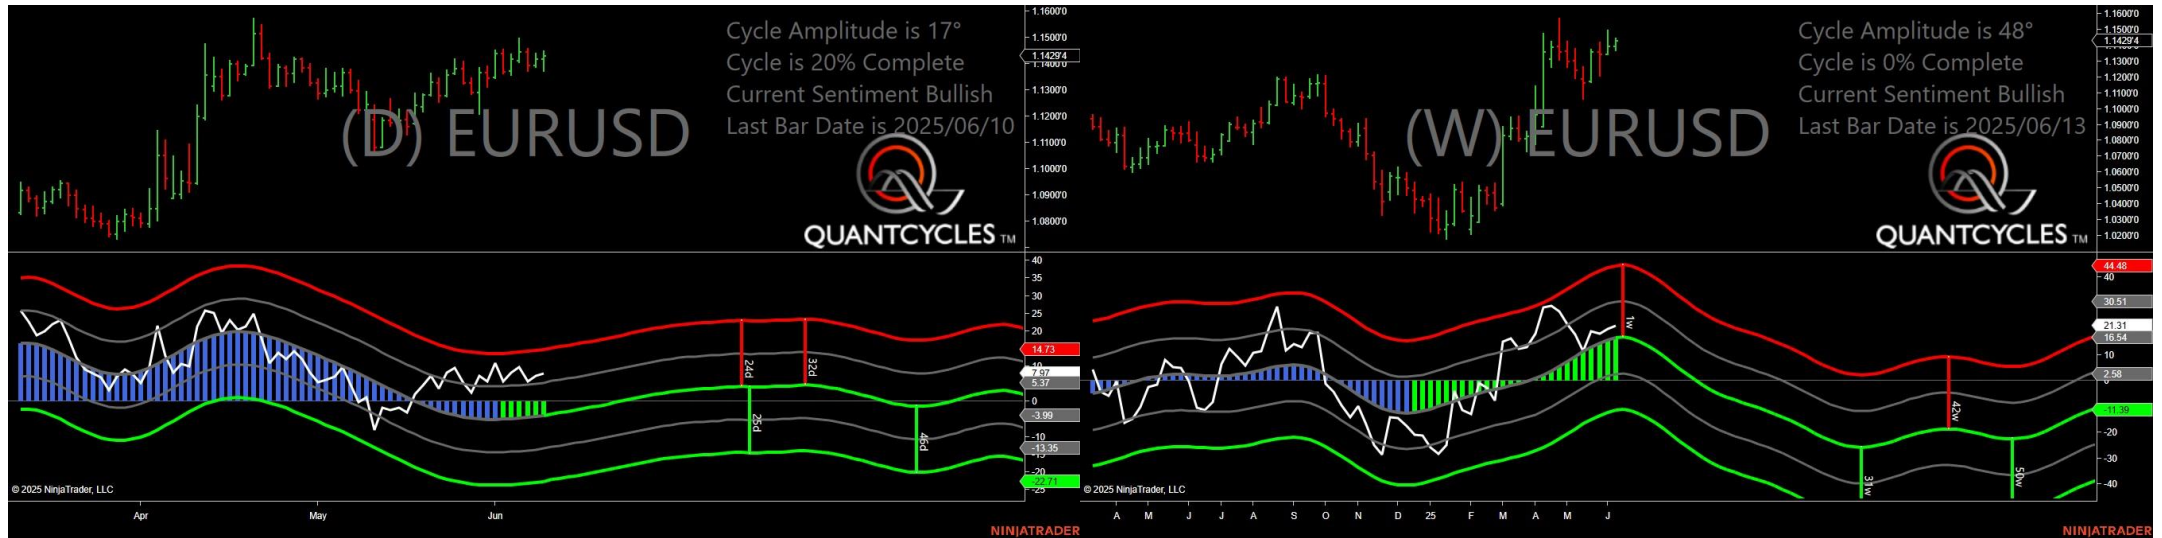 Cycle Amplitude is 17°
Cycle is 20% Complete
Current Sentiment Bullish
Last Bar Date is 2025/06/10
(D) EURUSD
QUANTCYCLES TM
1.1600'0
1.1500'0
1.1429'4
1.1400'0
1.1300'0
1.1200'0
1.1100'0
1.1000'0
1.0900'0
1.0800'0
40
35
30
25
20
14.73
7.97
5.37
0
-3.99
-10
-13.35
-15
-20
-22.71
-25
24d
32d
25d
46d
© 2025 NinjaTrader, LLC
Apr May Jun
NINJATRADER
Cycle Amplitude is 48°
Cycle is 0% Complete
Current Sentiment Bullish
Last Bar Date is 2025/06/13
(W) EURUSD
QUANTCYCLES TM
1.1600'0
1.1500'0
1.1429'4
1.1300'0
1.1200'0
1.1100'0
1.1000'0
1.0900'0
1.0800'0
1.0700'0
1.0600'0
1.0500'0
1.0400'0
1.0300'0
1.0200'0
44.48
40
30.51
21.31
16.54
10
2.58
0
-11.39
-20
-30
-40
1w
42w
31w
50w
© 2025 NinjaTrader, LLC
A M J J A S O N D 25 F M A M J
NINJATRADER